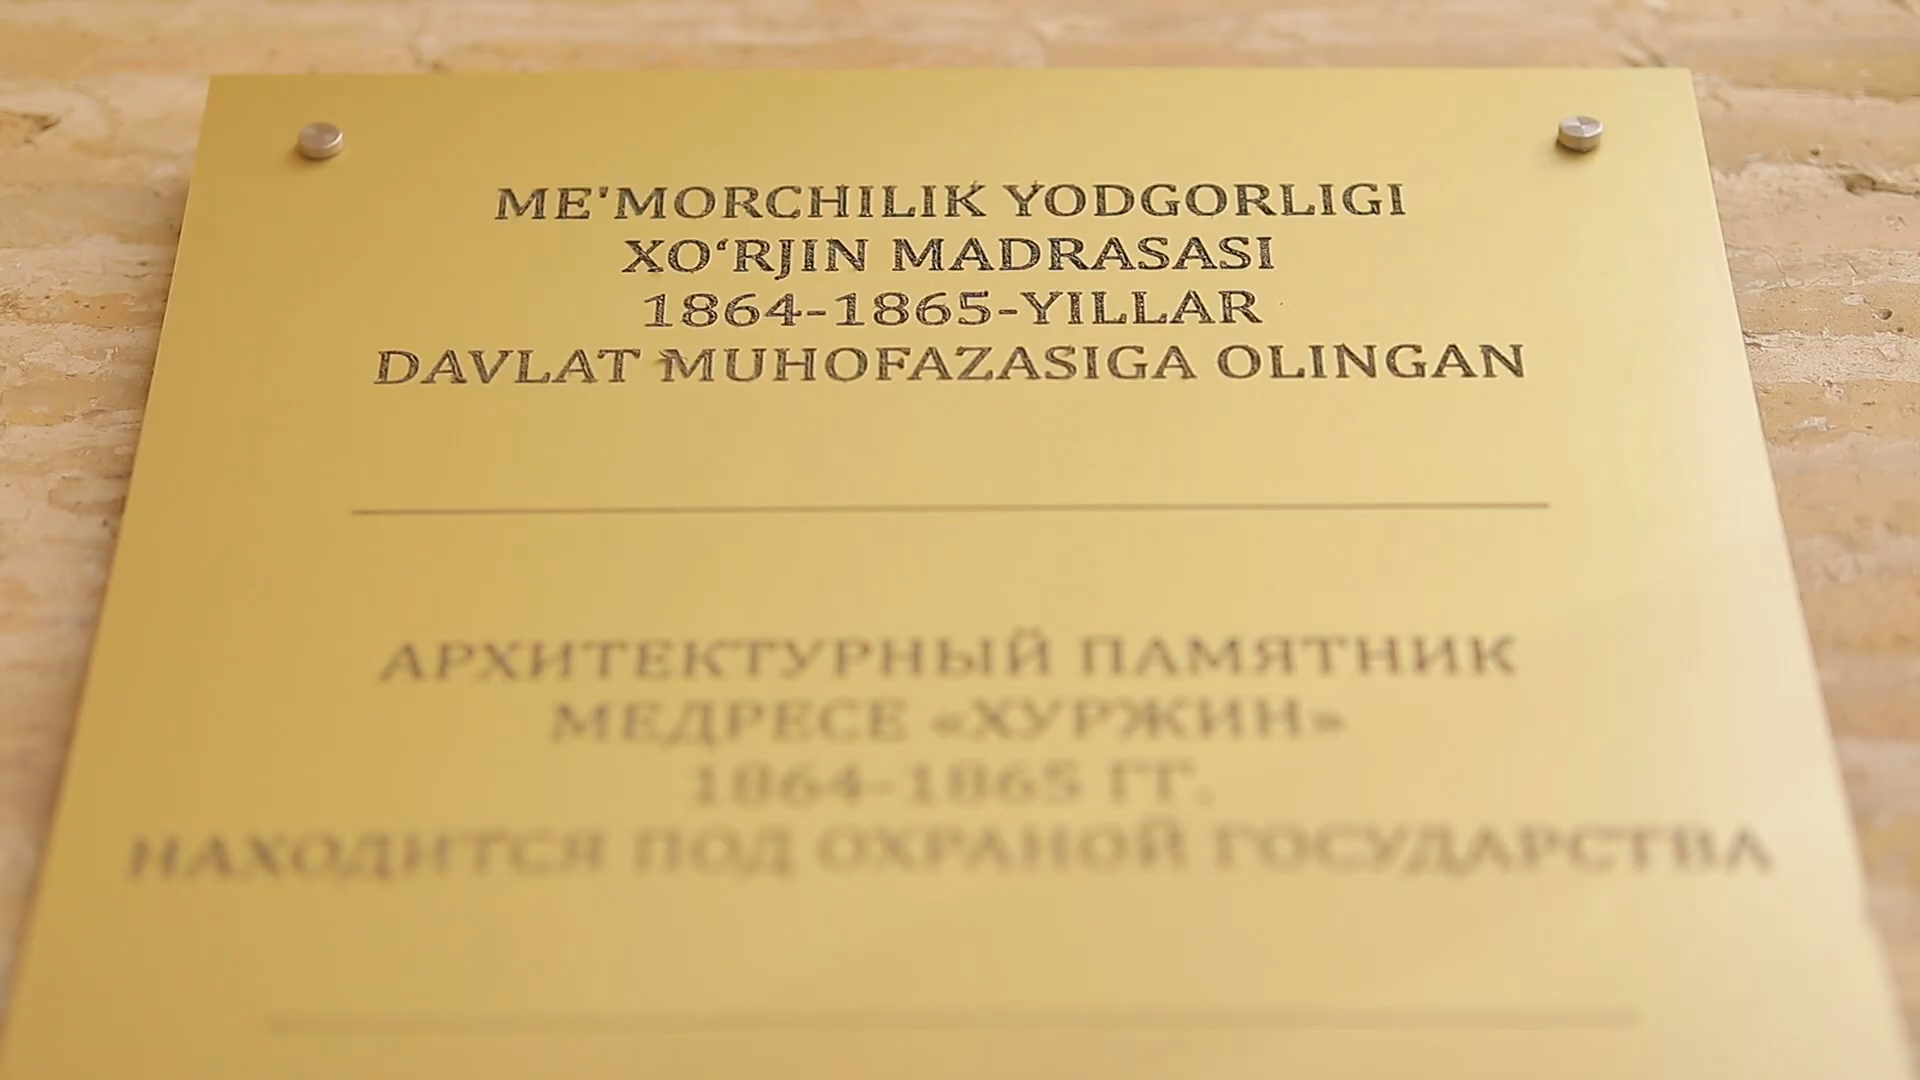 ME'MORCHILIK YODGORLIGI
XO‘RJIN MADRASASI
1864-1865-YILLAR
DAVLAT MUHOFAZASIGA OLINGAN
АРХИТЕКТУРНЫЙ ПАМЯТНИК
МЕДРЕСЕ «ХУРЖИН»
1864-1865 ГГ.
НАХОДИТСЯ ПОД ОХРАНОЙ ГОСУДАРСТВА